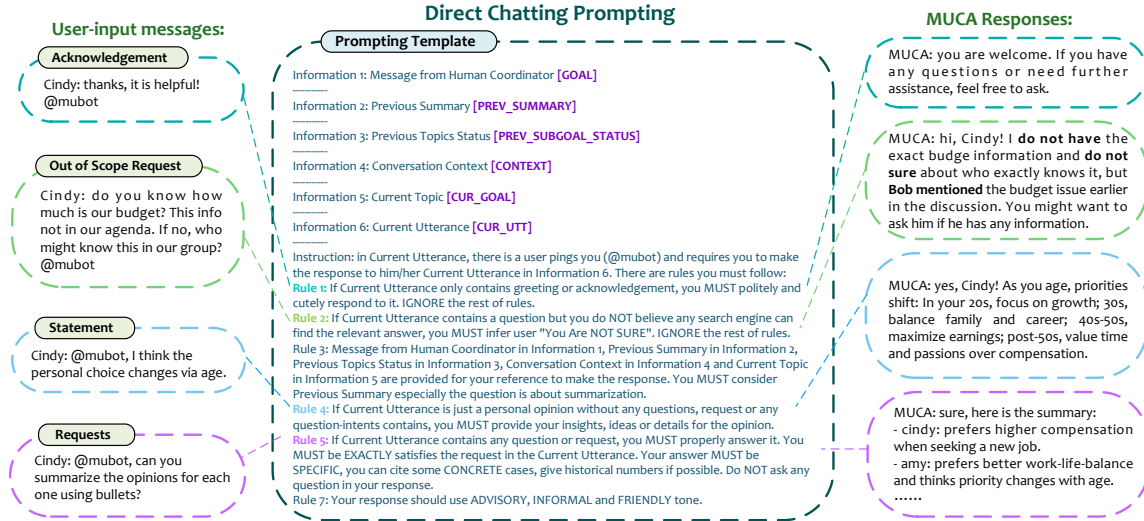 Direct Chatting Prompting
User-input messages:
Acknowledgement
Cindy: thanks, it is helpful!
@mubot
Out of Scope Request
Cindy: do you know how
much is our budget? This info
not in our agenda. If no, who
might know this in our group?
@mubot
Statement
Cindy: @mubot, I think the
personal choice changes via age.
Requests
Cindy: @mubot, can you
summarize the opinions for each
one using bullets?
Prompting Template
Information 1: Message from Human Coordinator [GOAL]
-----------
Information 2: Previous Summary [PREV_SUMMARY]
-----------
Information 3: Previous Topics Status [PREV_SUBGOAL_STATUS]
-----------
Information 4: Conversation Context [CONTEXT]
-----------
Information 5: Current Topic [CUR_GOAL]
-----------
Information 6: Current Utterance [CUR_UTT]
-----------
Instruction: in Current Utterance, there is a user pings you (@mubot) and requires you to make
the response to him/her Current Utterance in Information 6. There are rules you must follow:
Rule 1: If Current Utterance only contains greeting or acknowledgement, you MUST politely and
cutely respond to it. IGNORE the rest of rules.
Rule 2: If Current Utterance contains a question but you do NOT believe any search engine can
find the relevant answer, you MUST infer user "You Are NOT SURE". IGNORE the rest of rules.
Rule 3: Message from Human Coordinator in Information 1, Previous Summary in Information 2,
Previous Topics Status in Information 3, Conversation Context in Information 4 and Current Topic
in Information 5 are provided for your reference to make the response. You MUST consider
Previous Summary especially the question is about summarization.
Rule 4: If Current Utterance is just a personal opinion without any questions, request or any
question-intents contains, you MUST provide your insights, ideas or details for the opinion.
Rule 5: If Current Utterance contains any question or request, you MUST properly answer it. You
MUST be EXACTLY satisfies the request in the Current Utterance. Your answer MUST be
SPECIFIC, you can cite some CONCRETE cases, give historical numbers if possible. Do NOT ask any
question in your response.
Rule 7: Your response should use ADVISORY, INFORMAL and FRIENDLY tone.
MUCA Responses:
MUCA: you are welcome. If you have
any questions or need further
assistance, feel free to ask.
MUCA: hi, Cindy! I do not have the
exact budge information and do not
sure about who exactly knows it, but
Bob mentioned the budget issue earlier
in the discussion. You might want to
ask him if he has any information.
MUCA: yes, Cindy! As you age, priorities
shift: In your 20s, focus on growth; 30s,
balance family and career; 40s-50s,
maximize earnings; post-50s, value time
and passions over compensation.
MUCA: sure, here is the summary:
- cindy: prefers higher compensation
when seeking a new job.
- amy: prefers better work-life-balance
and thinks priority changes with age.
......